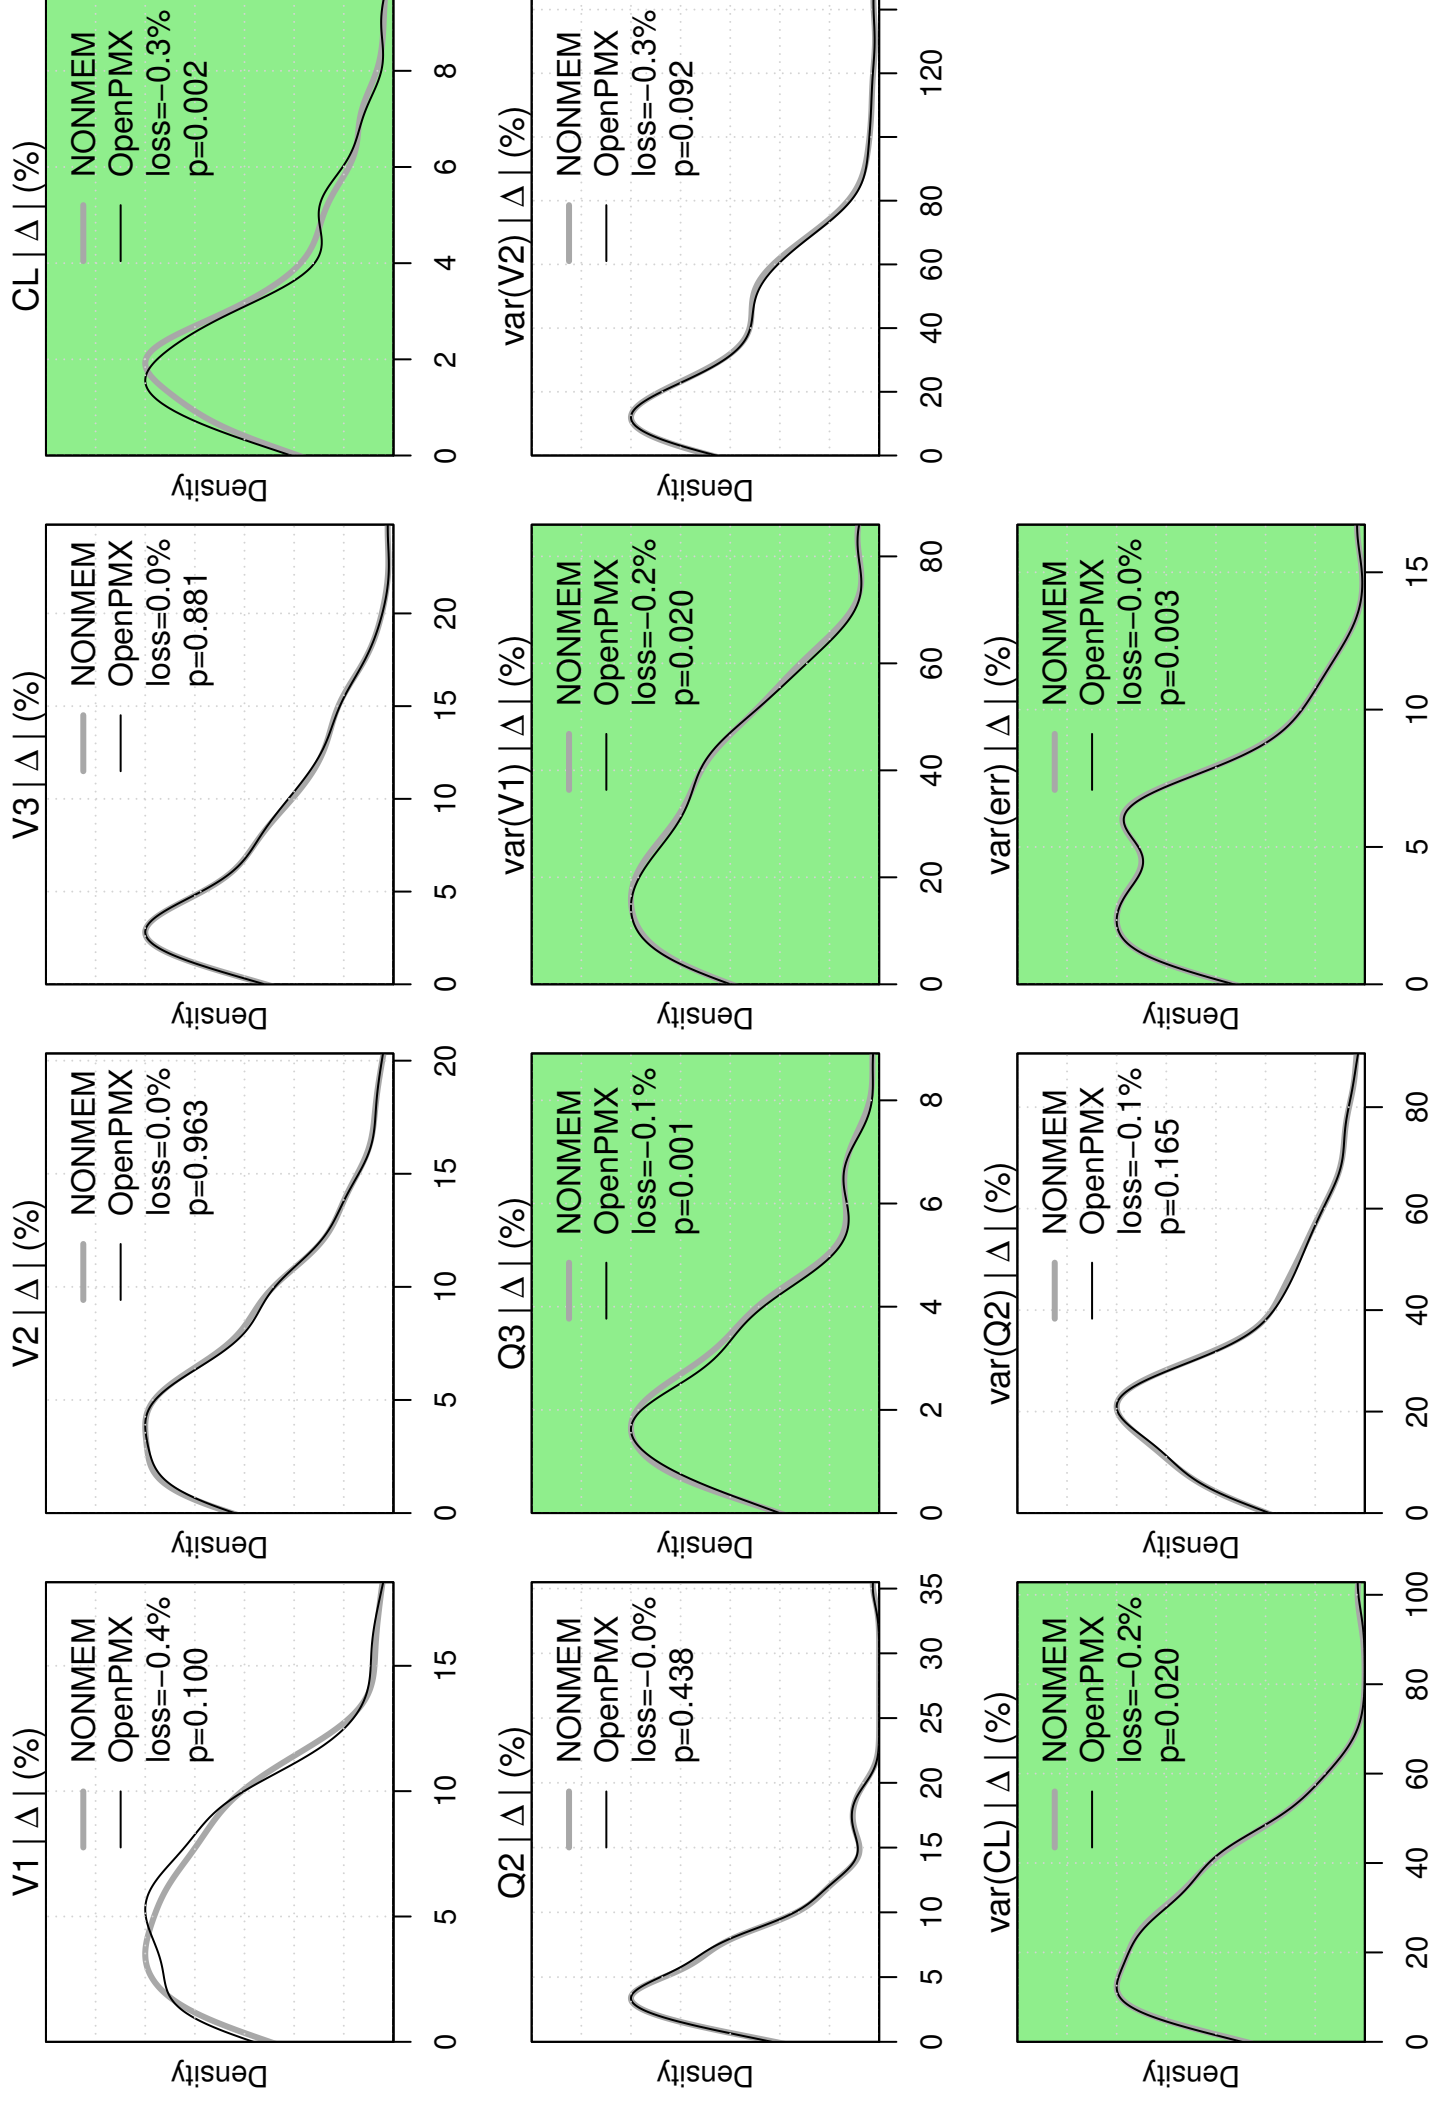 V1 | Δ | (%)
NONMEM
OpenPMX
loss=−0.4%
p=0.100
Density
0 5 10 15
V2 | Δ | (%)
NONMEM
OpenPMX
loss=0.0%
p=0.963
Density
0 5 10 15 20
V3 | Δ | (%)
NONMEM
OpenPMX
loss=0.0%
p=0.881
Density
0 5 10 15 20
CL | Δ | (%)
NONMEM
OpenPMX
loss=−0.3%
p=0.002
Density
0 2 4 6 8
Q2 | Δ | (%)
NONMEM
OpenPMX
loss=−0.0%
p=0.438
Density
0 5 10 15 20 25 30 35
Q3 | Δ | (%)
NONMEM
OpenPMX
loss=−0.1%
p=0.001
Density
0 2 4 6 8
var(V1) | Δ | (%)
NONMEM
OpenPMX
loss=−0.2%
p=0.020
Density
0 20 40 60 80
var(V2) | Δ | (%)
NONMEM
OpenPMX
loss=−0.3%
p=0.092
Density
0 20 40 60 80 120
var(CL) | Δ | (%)
NONMEM
OpenPMX
loss=−0.2%
p=0.020
Density
0 20 40 60 80 100
var(Q2) | Δ | (%)
NONMEM
OpenPMX
loss=−0.1%
p=0.165
Density
0 20 40 60 80
var(err) | Δ | (%)
NONMEM
OpenPMX
loss=−0.0%
p=0.003
Density
0 5 10 15